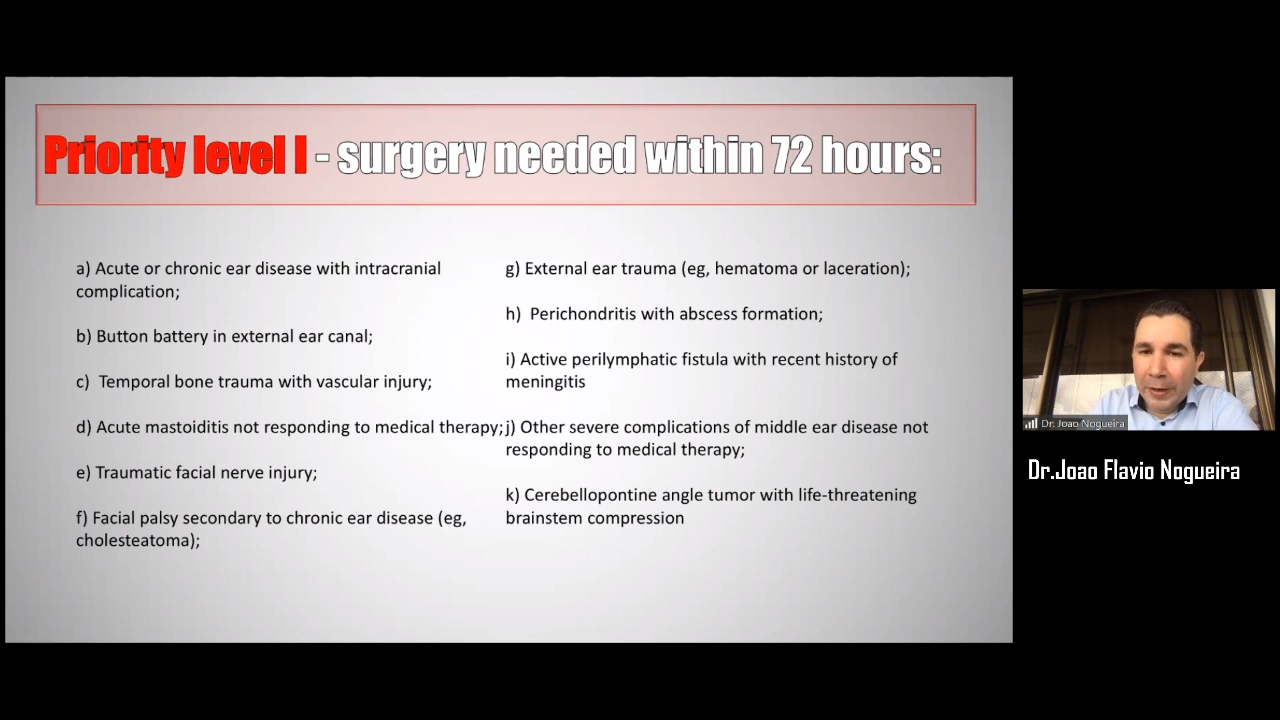 Priority level I - surgery needed within 72 hours:
a) Acute or chronic ear disease with intracranial
complication;
b) Button battery in external ear canal;
c) Temporal bone trauma with vascular injury;
d) Acute mastoiditis not responding to medical therapy;
e) Traumatic facial nerve injury;
f) Facial palsy secondary to chronic ear disease (eg,
cholesteatoma);
g) External ear trauma (eg, hematoma or laceration);
h) Perichondritis with abscess formation;
i) Active perilymphatic fistula with recent history of
meningitis
j) Other severe complications of middle ear disease not
responding to medical therapy;
k) Cerebellopontine angle tumor with life-threatening
brainstem compression
Dr. Joao Nogueira
Dr.Joao Flavio Nogueira